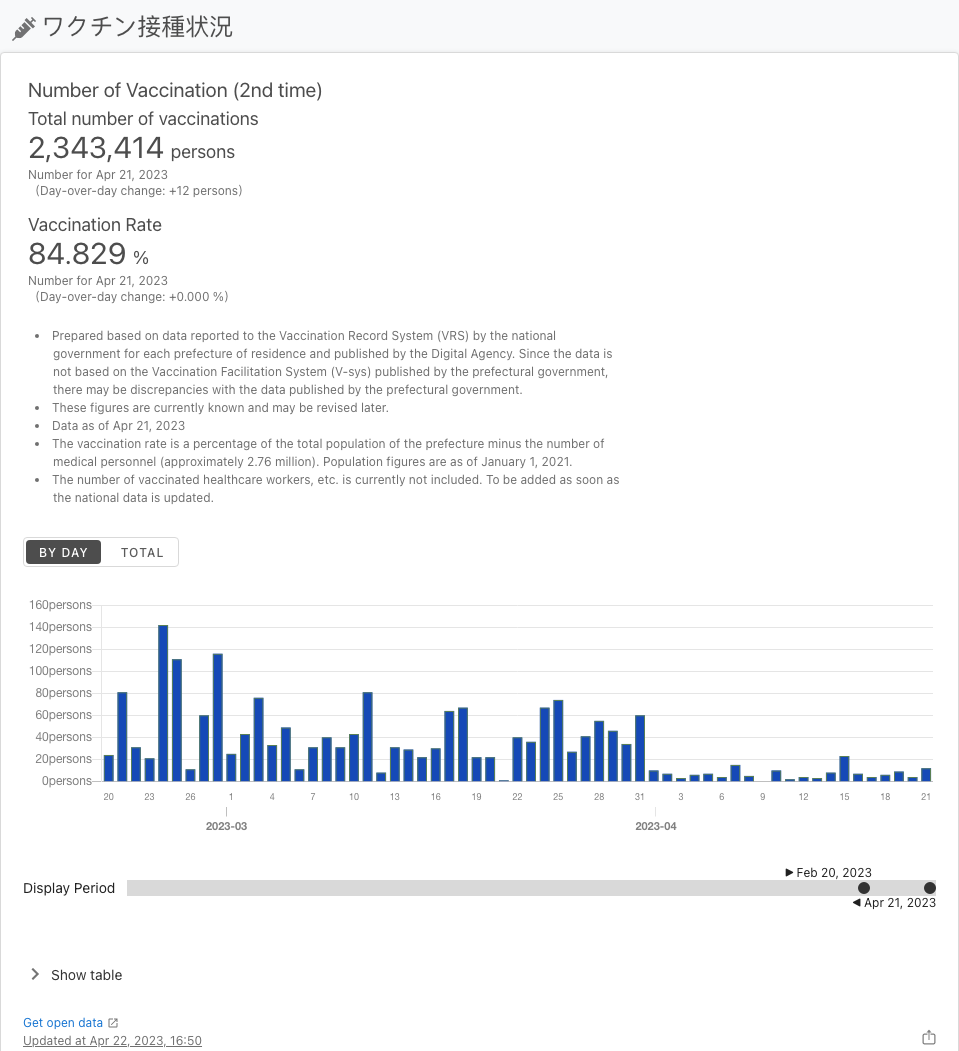 ワクチン接種状況
Number of Vaccination (2nd time)
Total number of vaccinations
2,343,414 persons
Number for Apr 21, 2023
(Day-over-day change: +12 persons)
Vaccination Rate
84.829 %
Number for Apr 21, 2023
(Day-over-day change: +0.000 %)
• Prepared based on data reported to the Vaccination Record System (VRS) by the national
government for each prefecture of residence and published by the Digital Agency. Since the data is
not based on the Vaccination Facilitation System (V-sys) published by the prefectural government,
there may be discrepancies with the data published by the prefectural government.
• These figures are currently known and may be revised later.
• Data as of Apr 21, 2023
• The vaccination rate is a percentage of the total population of the prefecture minus the number of
medical personnel (approximately 2.76 million). Population figures are as of January 1, 2021.
• The number of vaccinated healthcare workers, etc. is currently not included. To be added as soon as
the national data is updated.
BY DAY TOTAL
160persons
140persons
120persons
100persons
80persons
60persons
40persons
20persons
0persons
20 23 26 1 4 7 10 13 16 19 22 25 28 31 3 6 9 12 15 18 21
2023-03 2023-04
▶ Feb 20, 2023
Display Period
◀ Apr 21, 2023
Show table
Get open data
Updated at Apr 22, 2023, 16:50